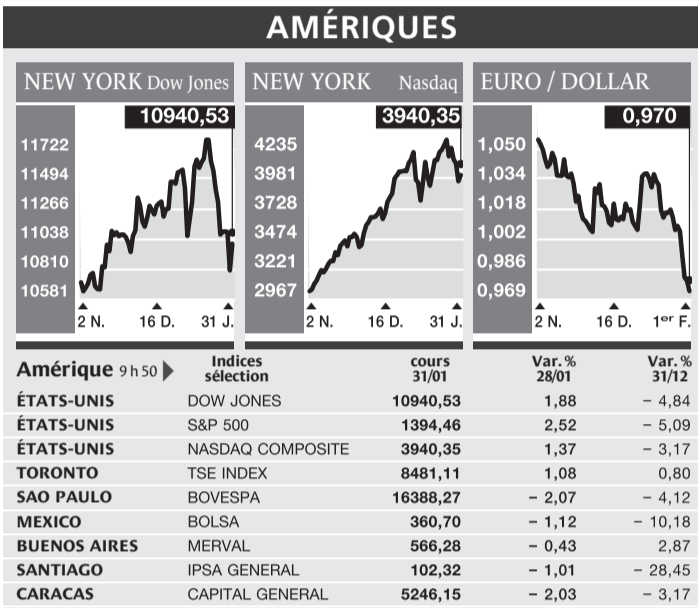 AMÉRIQUES
NEW YORK Dow Jones
10940,53
11722
11494
11266
11038
10810
10581
2 N. 16 D. 31 J.
NEW YORK Nasdaq
3940,35
4235
3981
3728
3474
3221
2967
2 N. 16 D. 31 J.
EURO / DOLLAR
0,970
1,050
1,034
1,018
1,002
0,986
0,969
2 N. 16 D. 1er F.
Amérique 9 h 50 Indices sélection cours 31/01 Var. % 28/01 Var. % 31/12
ÉTATS-UNIS DOW JONES 10940,53 1,88 – 4,84
ÉTATS-UNIS S&P 500 1394,46 2,52 – 5,09
ÉTATS-UNIS NASDAQ COMPOSITE 3940,35 1,37 – 3,17
TORONTO TSE INDEX 8481,11 1,08 0,80
SAO PAULO BOVESPA 16388,27 – 2,07 – 4,12
MEXICO BOLSA 360,70 – 1,12 – 10,18
BUENOS AIRES MERVAL 566,28 – 0,43 2,87
SANTIAGO IPSA GENERAL 102,32 – 1,01 – 28,45
CARACAS CAPITAL GENERAL 5246,15 – 2,03 – 3,17